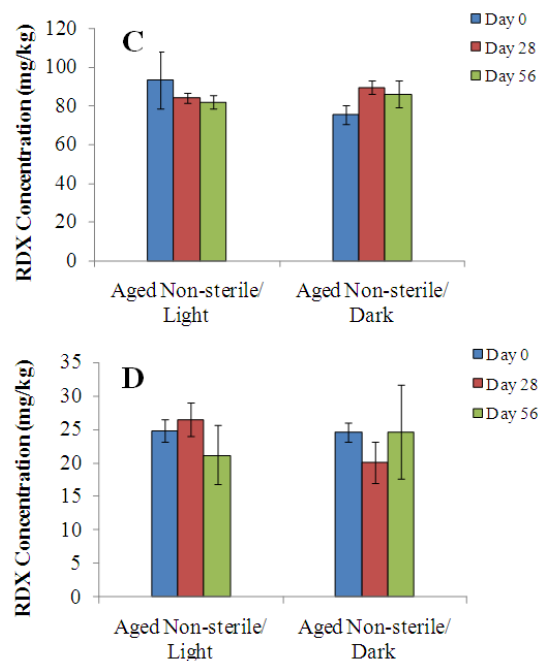 C
RDX Concentration (mg/kg)
120
100
80
60
40
20
0
Aged Non-sterile/
Light
Aged Non-sterile/
Dark
Day 0
Day 28
Day 56
D
RDX Concentration (mg/kg)
35
30
25
20
15
10
5
0
Aged Non-sterile/
Light
Aged Non-sterile/
Dark
Day 0
Day 28
Day 56